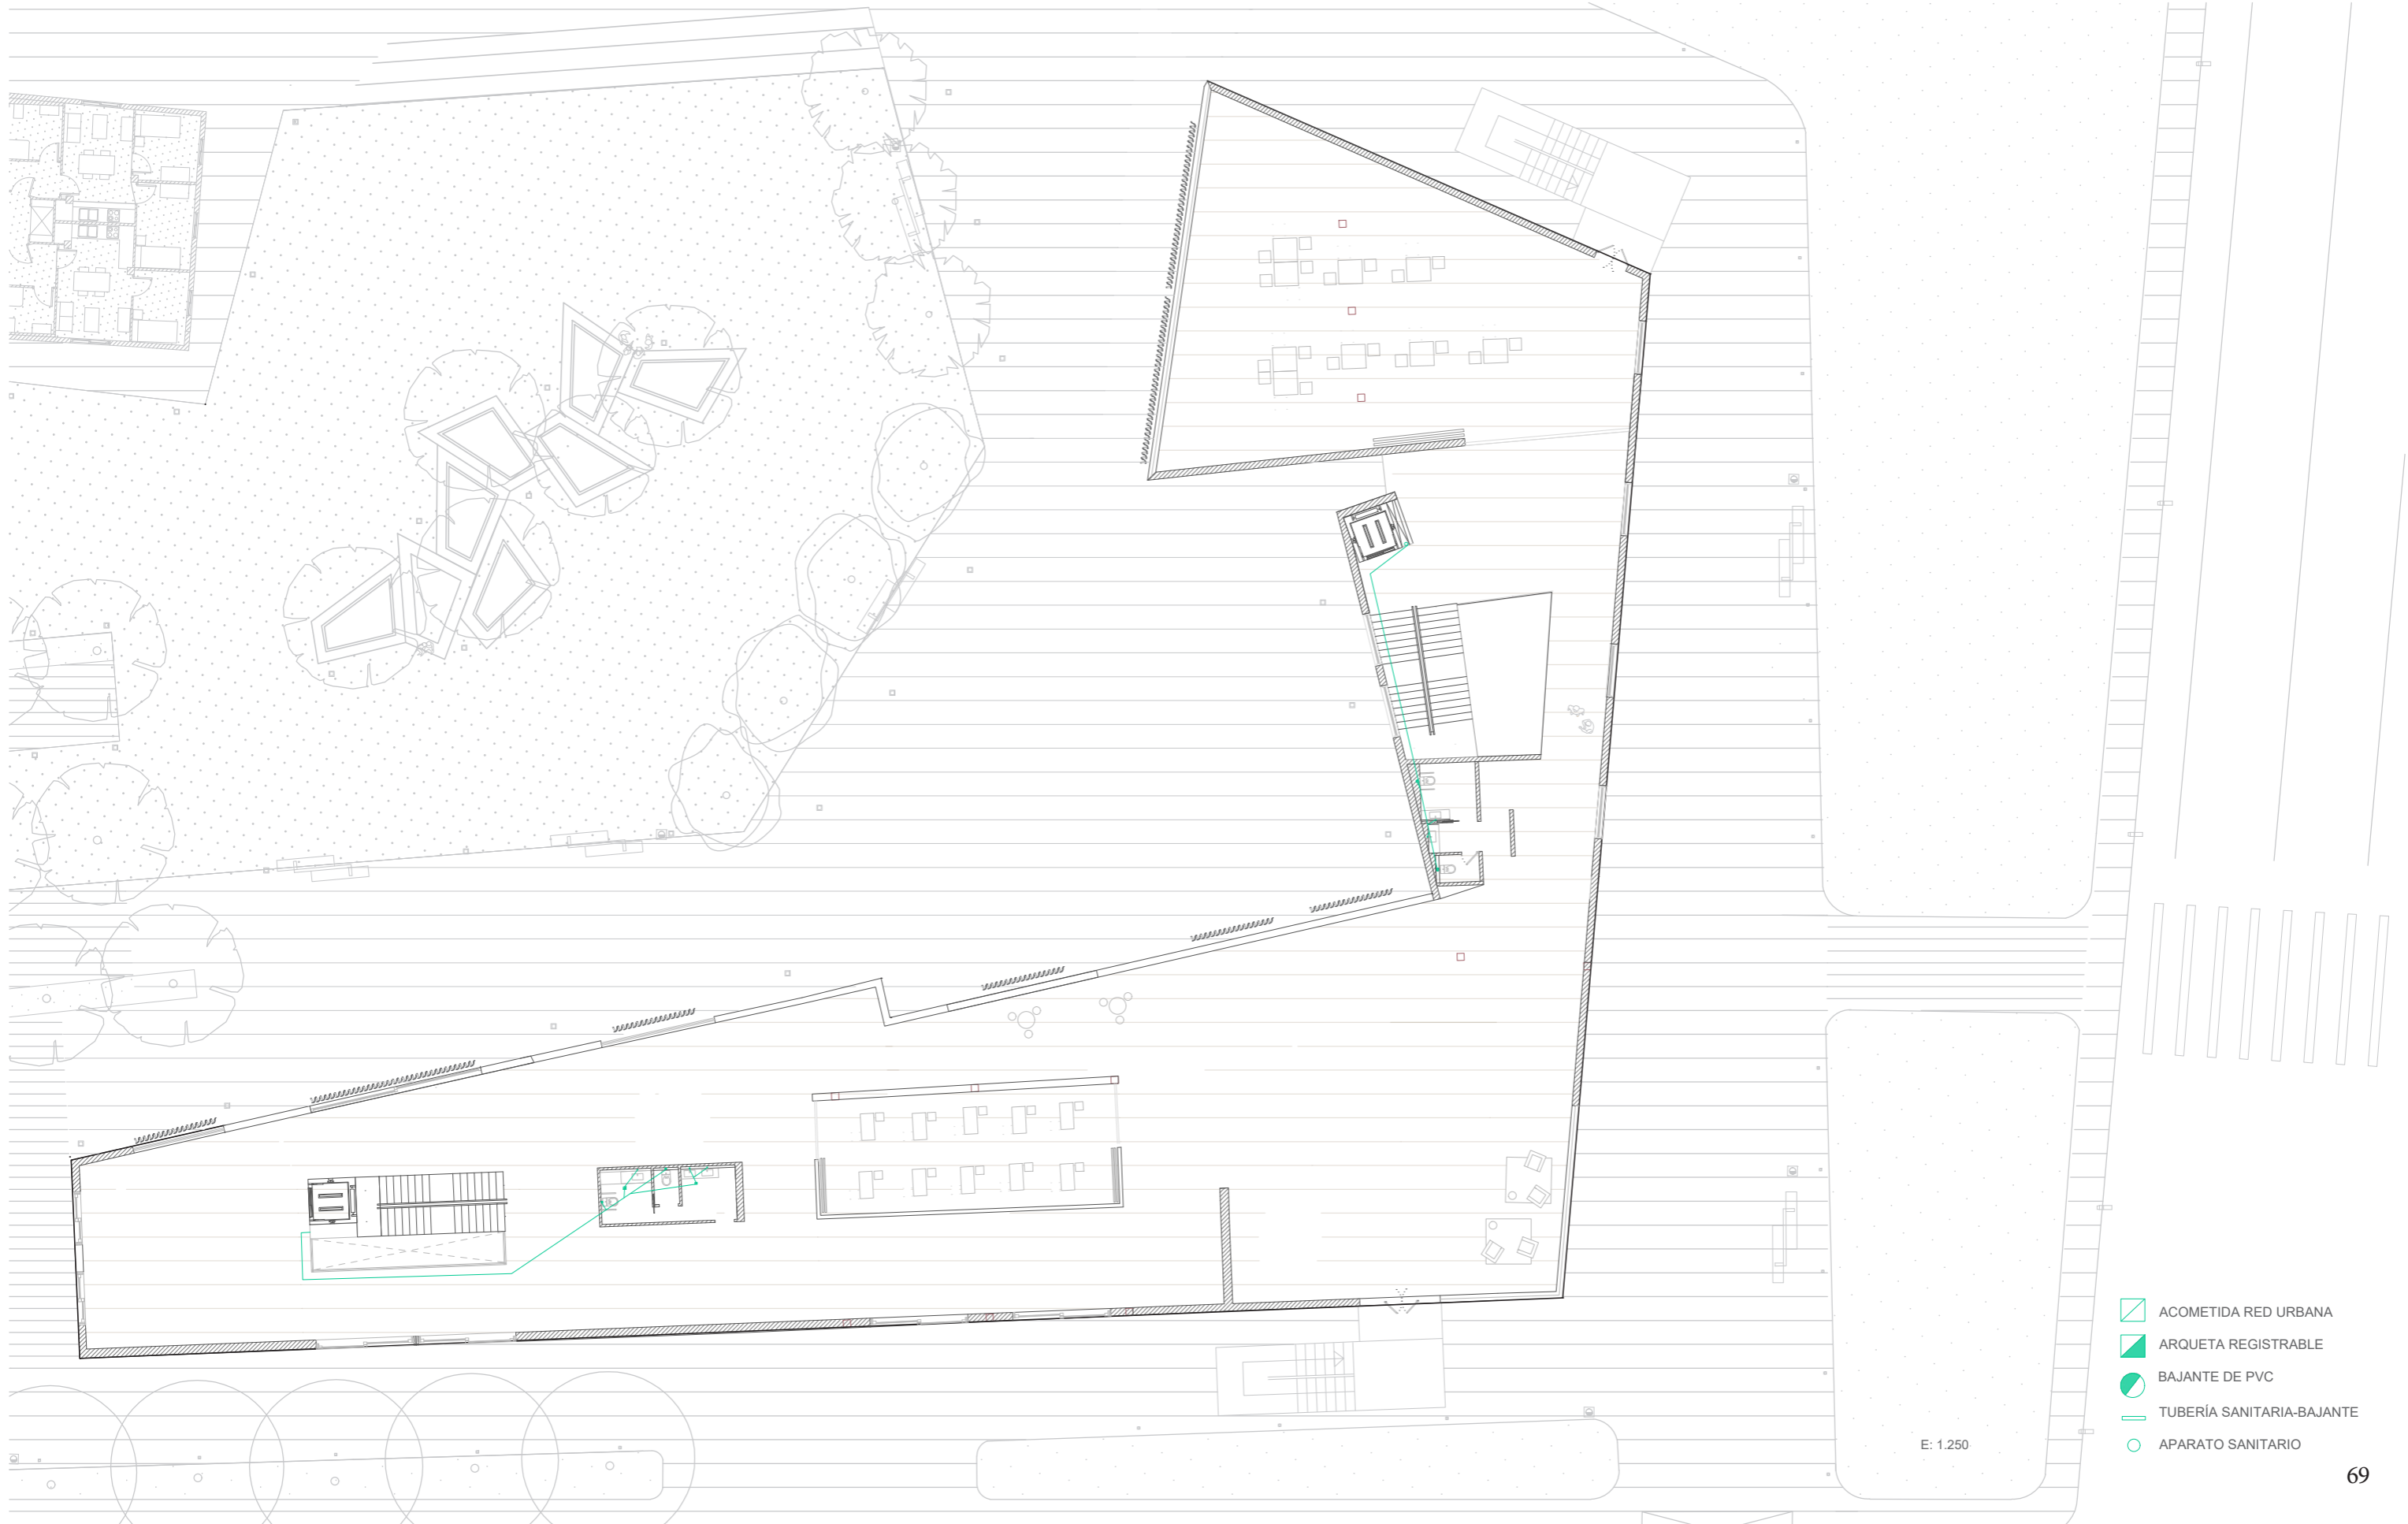 ACOMETIDA RED URBANA
ARQUETA REGISTRABLE
BAJANTE DE PVC
TUBERÍA SANITARIA-BAJANTE
E: 1.250
APARATO SANITARIO
69